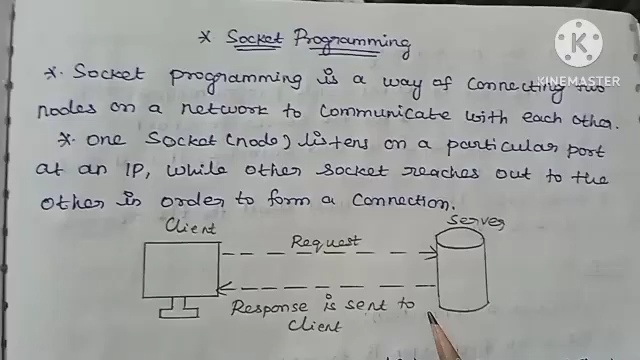 * Socket Programming
*. Socket programming is a way of connecting two
nodes on a network to communicate with each other.
*. One Socket (node) listens on a particular port
at an IP, while other socket reaches out to the
other in order to form a connection.
Client
Server
Request
Response is sent to
Client
K
KINEMASTER